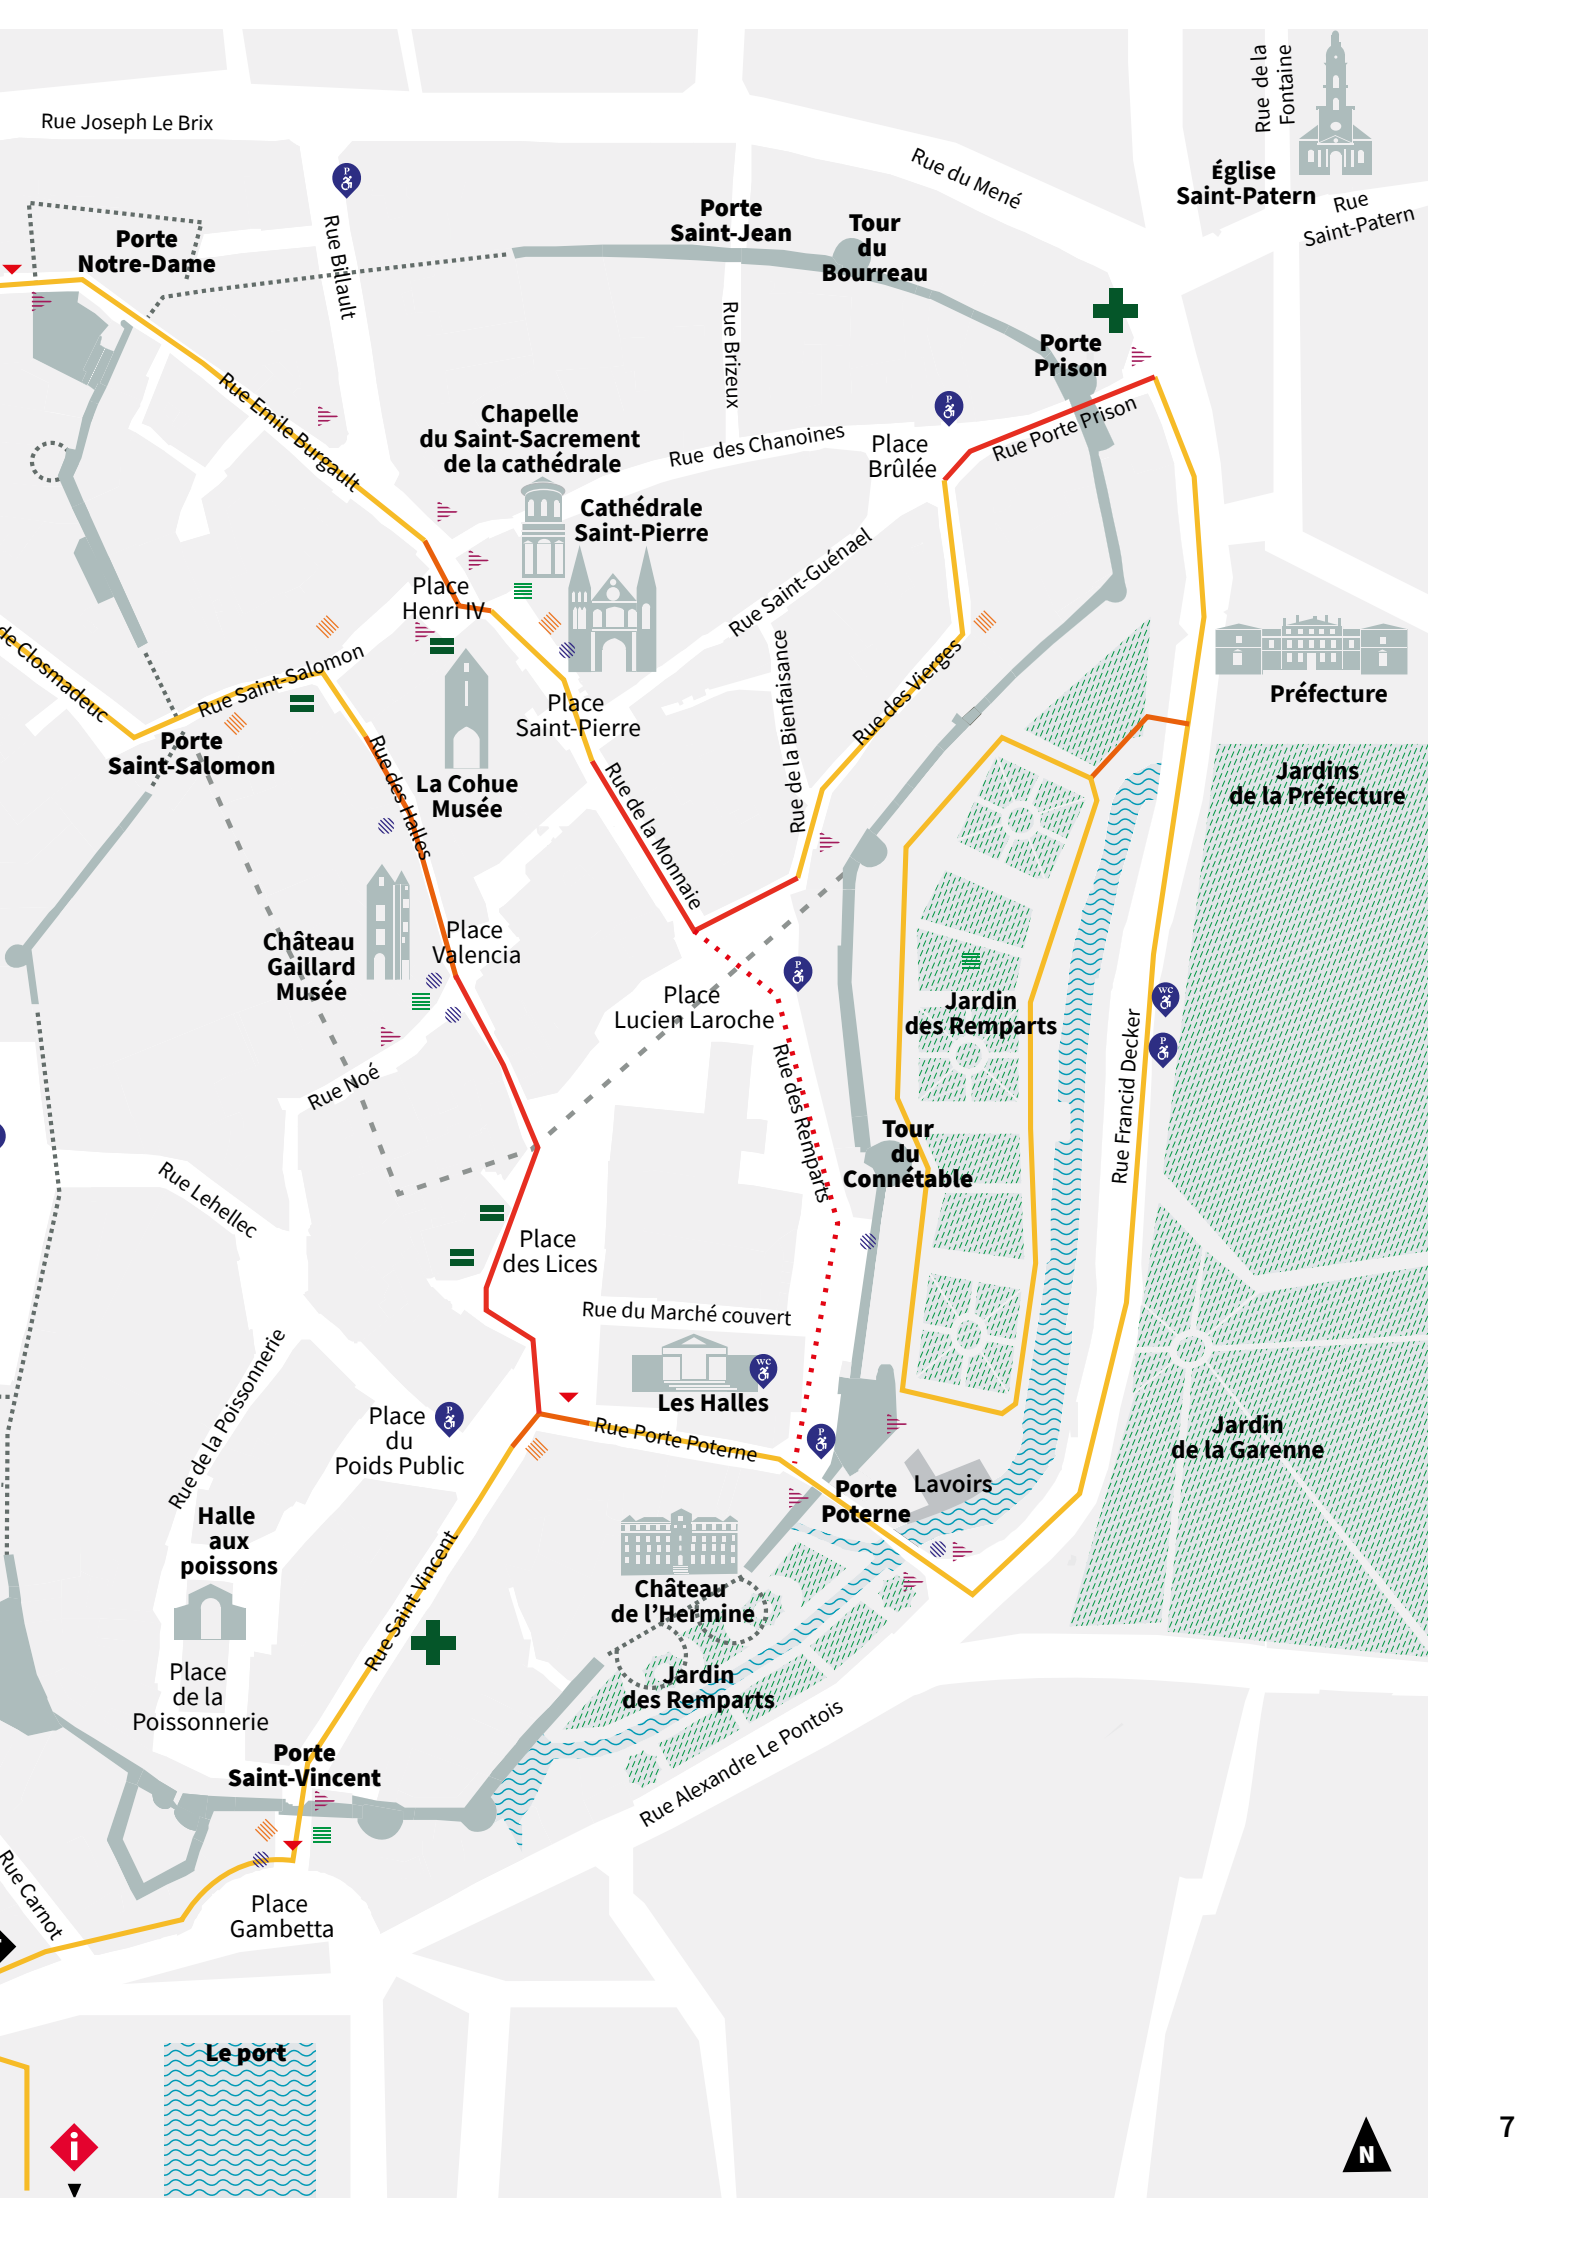 Rue de la
Fontaine
Rue Joseph Le Brix
P
Rue du Mené
Église
Saint-Patern
Rue
Saint-Patern
Porte
Saint-Jean
Tour
du
Bourreau
Porte
Notre-Dame
Rue Billault
Rue Brizeux
Porte
Prison
Rue Emile Burgault
Chapelle
du Saint-Sacrement
de la cathédrale
Rue des Chanoines
P
Place
Brûlée
Rue Porte Prison
Cathédrale
Saint-Pierre
Place
Henri IV
Rue Saint-Guénael
de Closmadeuc
Rue Saint-Salomon
Rue de la Bienfaisance
Rue des Vierges
Préfecture
Place
Saint-Pierre
Porte
Saint-Salomon
Rue des Halles
La Cohue
Musée
Rue de la Monnaie
Jardins
de la Préfecture
Château
Gaillard
Musée
Place
Valencia
P
Place
Lucien Laroche
Jardin
des Remparts
WC
P
Rue Noé
Rue des Remparts
Rue Francid Decker
Tour
du
Connétable
Rue Lehellec
Place
des Lices
Rue du Marché couvert
WC
Les Halles
Rue de la Poissonnerie
Place
du
Poids Public
P
Rue Porte Poterne
P
Jardin
de la Garenne
Porte
Poterne
Lavoirs
Halle
aux
poissons
Rue Saint Vincent
Château
de l’Hermine
Place
de la
Poissonnerie
Jardin
des Remparts
Rue Alexandre Le Pontois
Porte
Saint-Vincent
Rue Carnot
Place
Gambetta
Le port
i
N
7